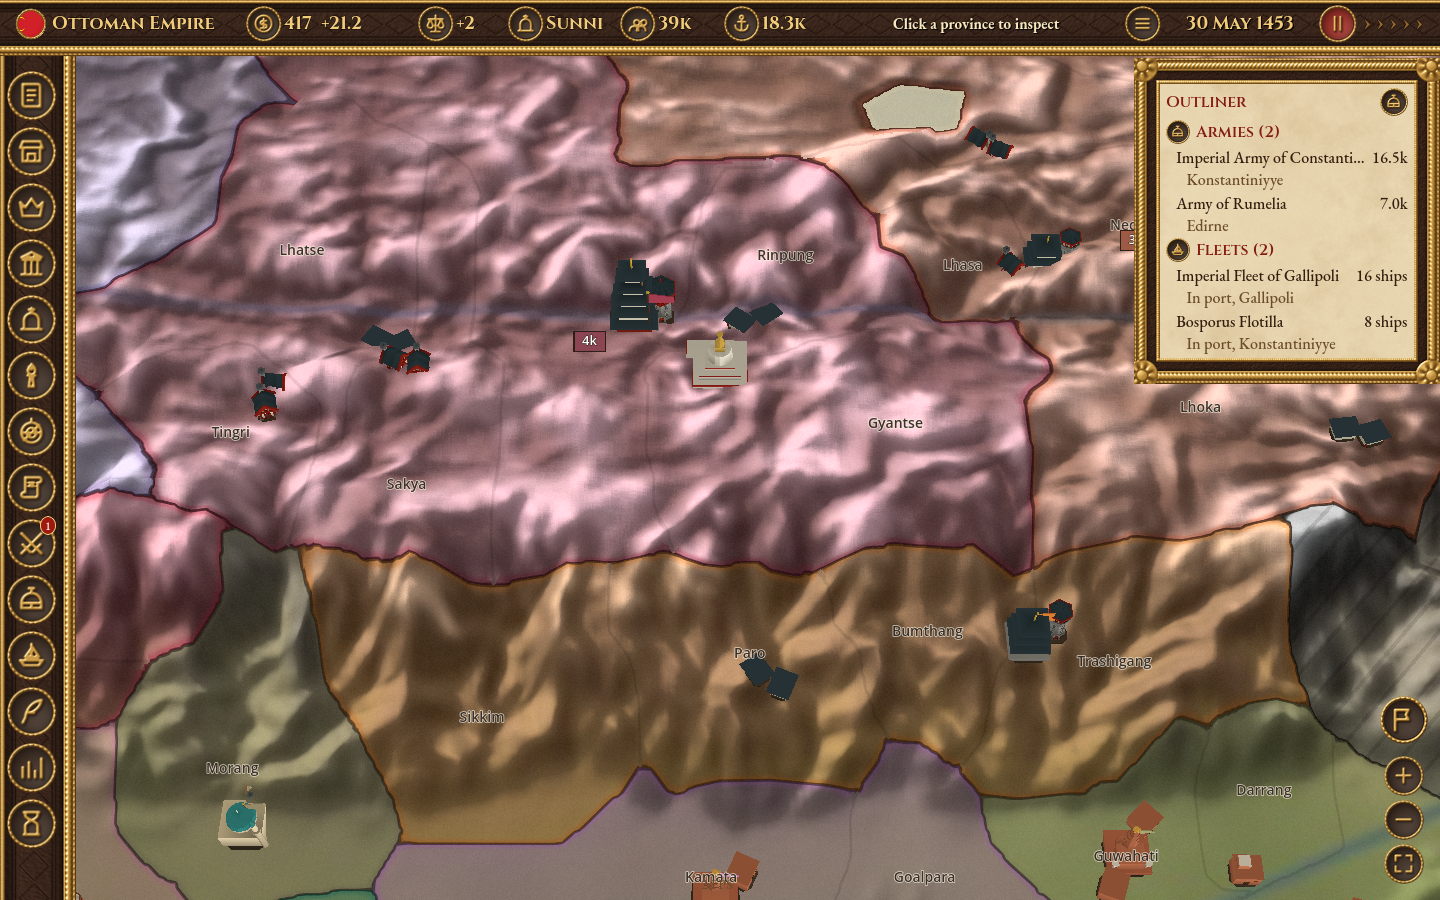 Ottoman Empire 417 +21.2 +2 Sunni 39k 18.3k Click a province to inspect 30 May 1453
Outliner
Armies (2)
Imperial Army of Constanti... 16.5k
Konstantiniyye
Army of Rumelia 7.0k
Edirne
Fleets (2)
Imperial Fleet of Gallipoli 16 ships
In port, Gallipoli
Bosporus Flotilla 8 ships
In port, Konstantiniyye
Lhatse
Rinpung
Lhasa
4k
Lhoka
Gyantse
Tingri
Sakya
1
Bumthang
Paro
Trashigang
Sikkim
Morang
Darrang
Guwahati
Kamata
Goalpara